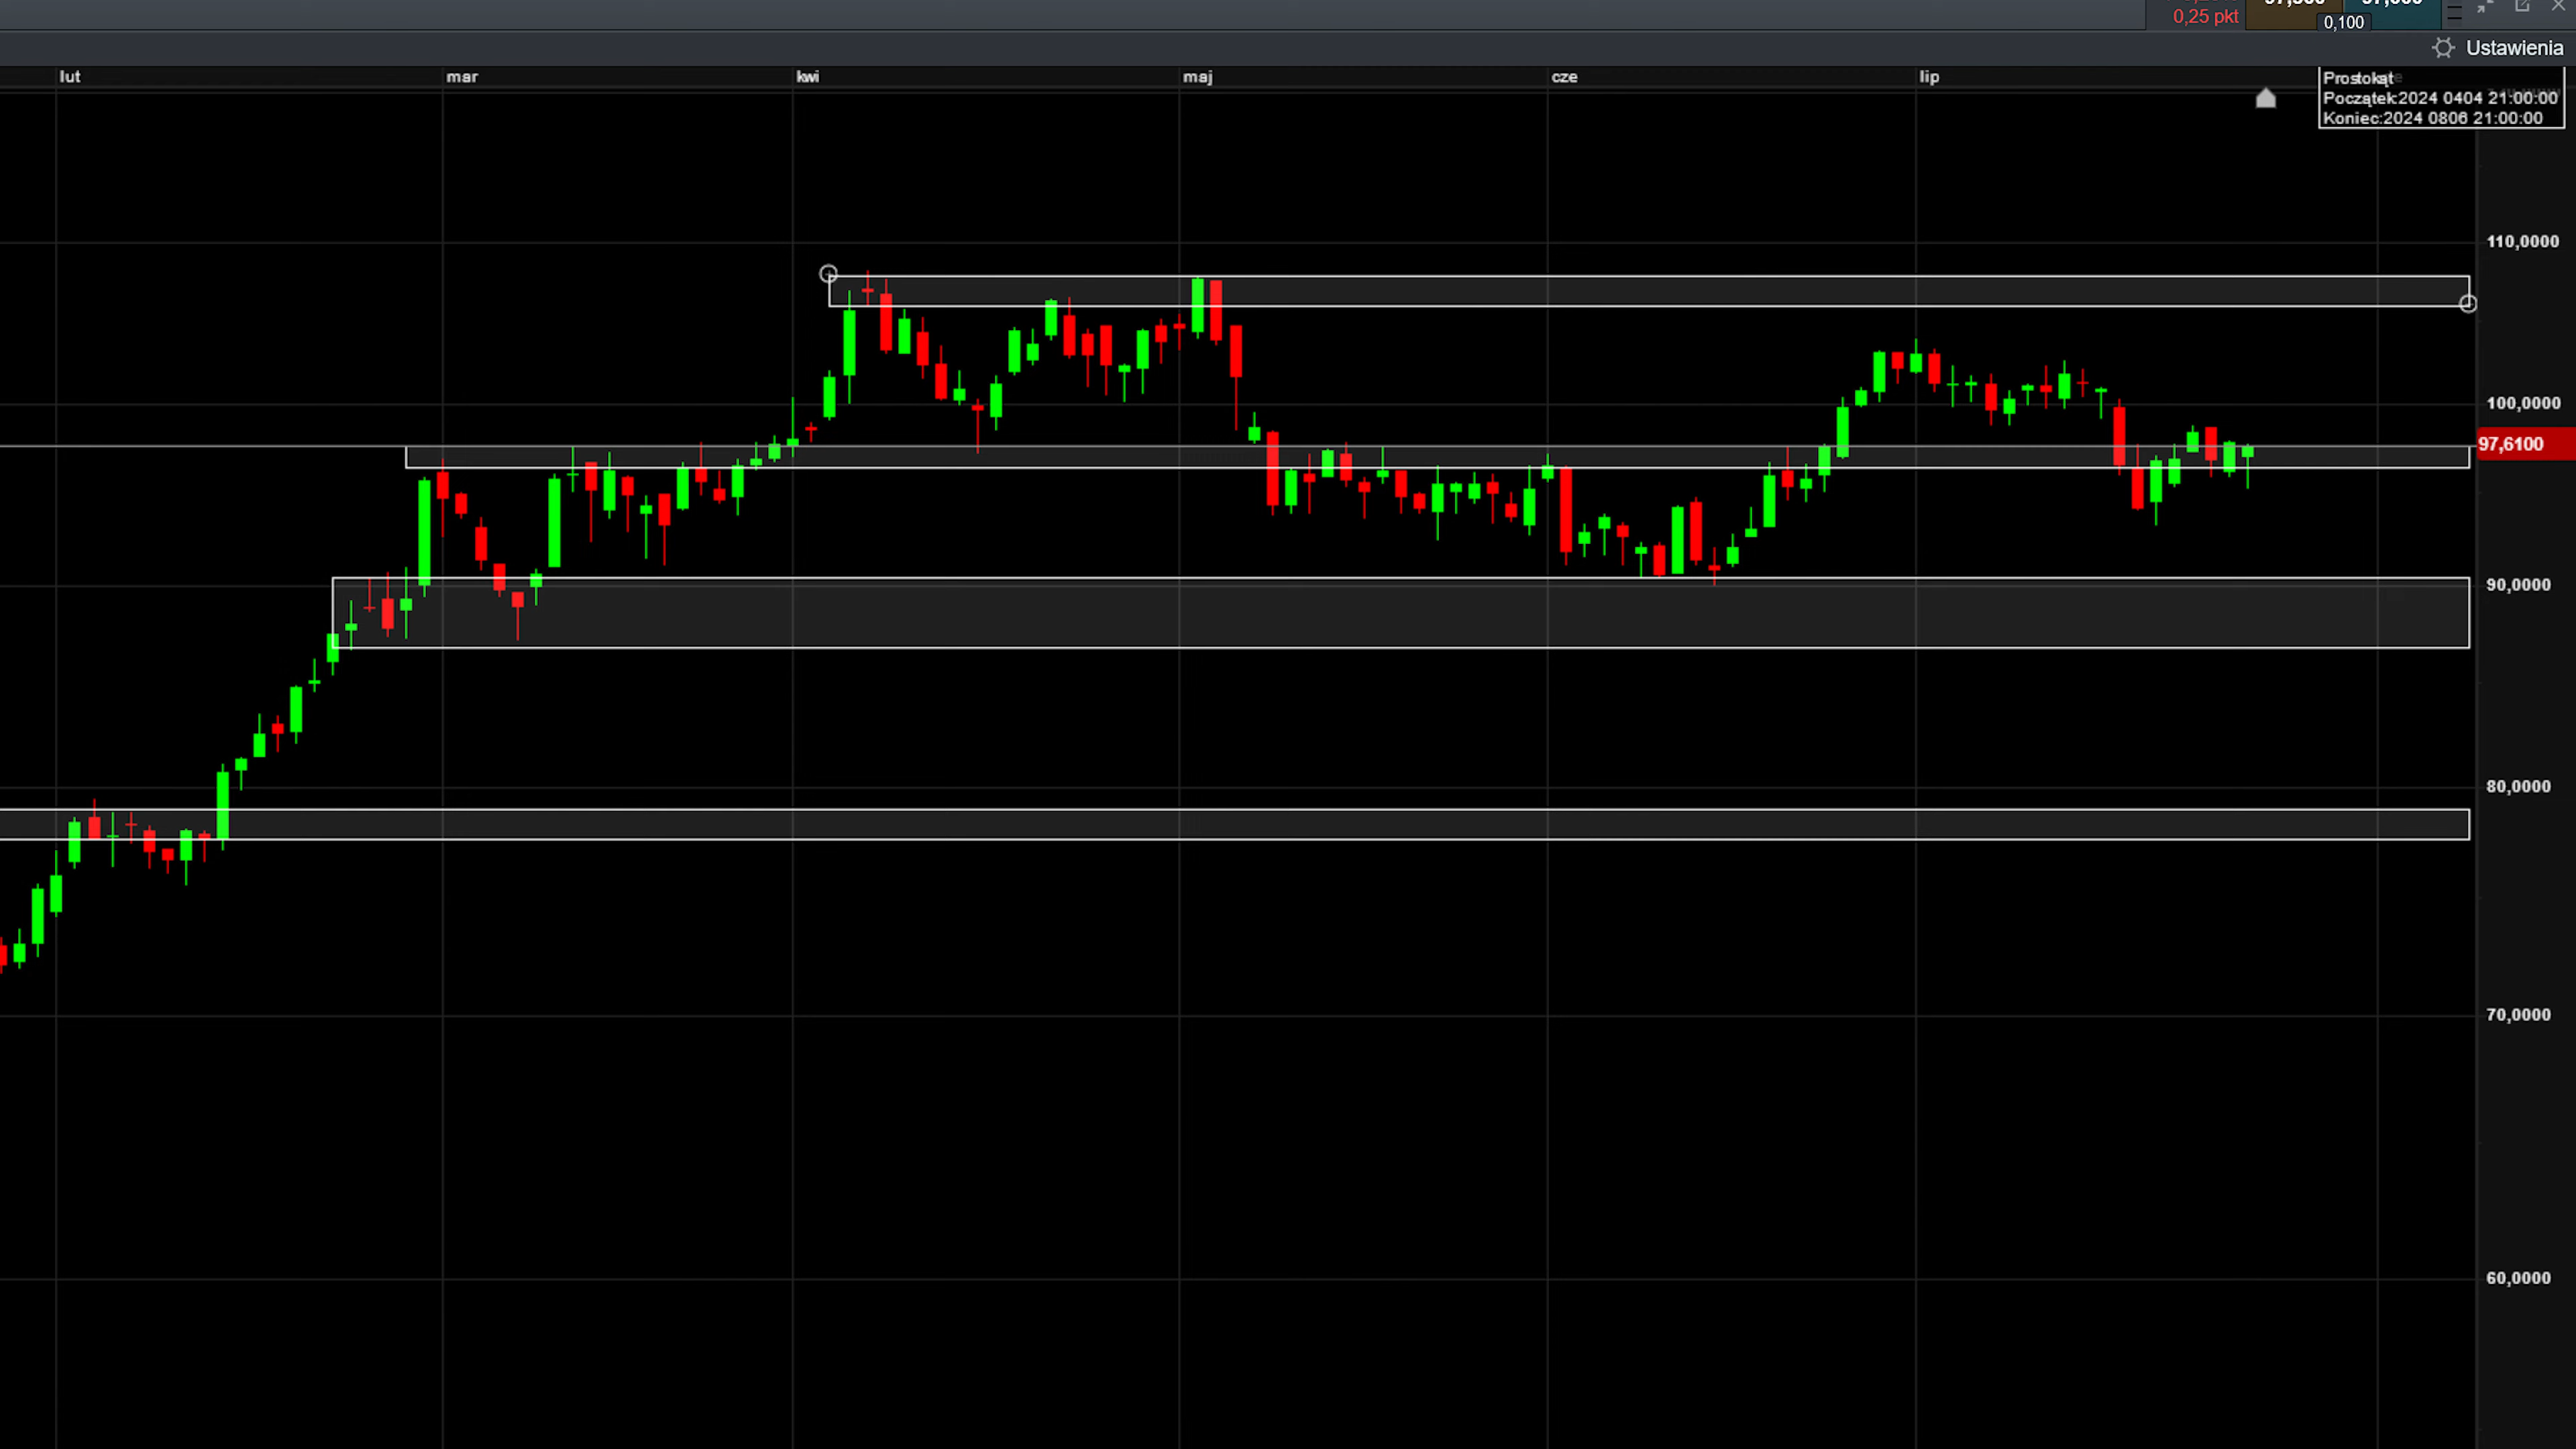 0,25 pkt
0,100
Ustawienia
lut
mar
kwi
maj
cze
lip
Prostokąt
Początek:2024 0404 21:00:00
Koniec:2024 0806 21:00:00
110,0000
100,0000
97,6100
90,0000
80,0000
70,0000
60,0000